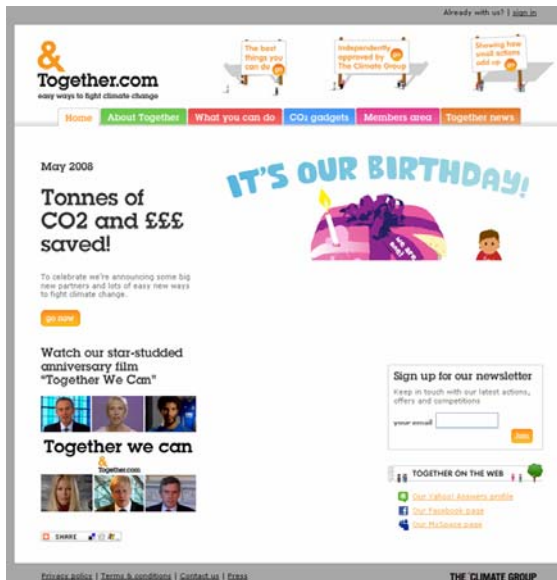 Already with us? | sign in
&
Together.com
easy ways to fight climate change
The best
things you
can do go
Independently
approved by
The Climate Group
go
Showing how
small actions
add up go
Home
About Together
What you can do
CO2 gadgets
Members area
Together news
May 2008
Tonnes of
CO2 and £££
saved!
To celebrate we're announcing some big
new partners and lots of easy new ways
to fight climate change.
go now
IT'S OUR BIRTHDAY!
we are
one!
Watch our star-studded
anniversary film
"Together We Can"
Together we can
&
Together.com
SHARE
Sign up for our newsletter
Keep in touch with our latest actions,
offers and competitions
your email
Join
TOGETHER ON THE WEB
Our Yahoo! Answers profile
Our Facebook page
Our MySpace page
Privacy policy | Terms & conditions | Contact us | Press
THE °CLIMATE GROUP